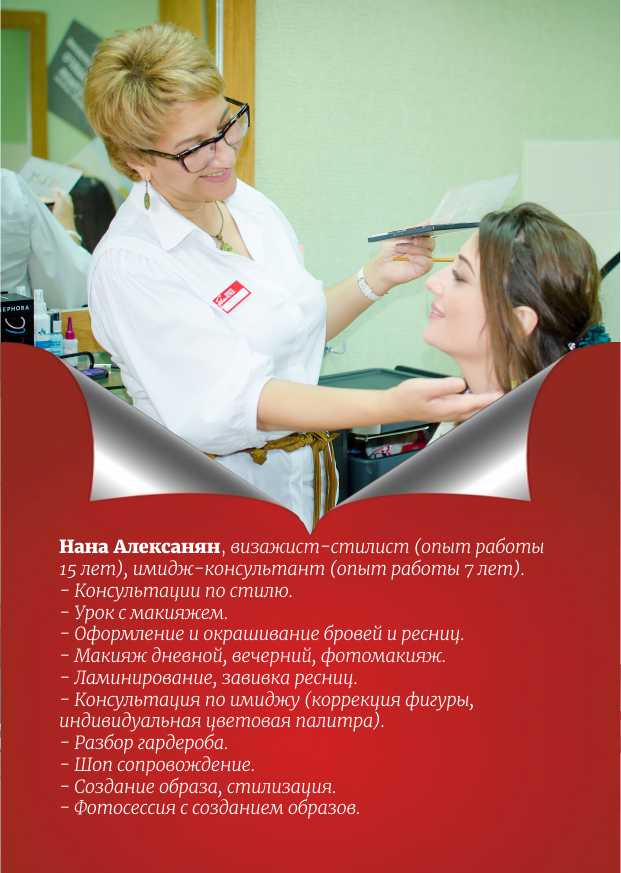 SEPHORA
Нана Алексанян, визажист-стилист (опыт работы
15 лет), имидж-консультант (опыт работы 7 лет).
- Консультации по стилю.
- Урок с макияжем.
- Оформление и окрашивание бровей и ресниц.
- Макияж дневной, вечерний, фотомакияж.
- Ламинирование, завивка ресниц.
- Консультация по имиджу (коррекция фигуры,
индивидуальная цветовая палитра).
- Разбор гардероба.
- Шоп сопровождение.
- Создание образа, стилизация.
- Фотосессия с созданием образов.